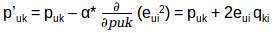 p'uk = puk – α* ∂/∂puk (eui²) = puk + 2eui qki